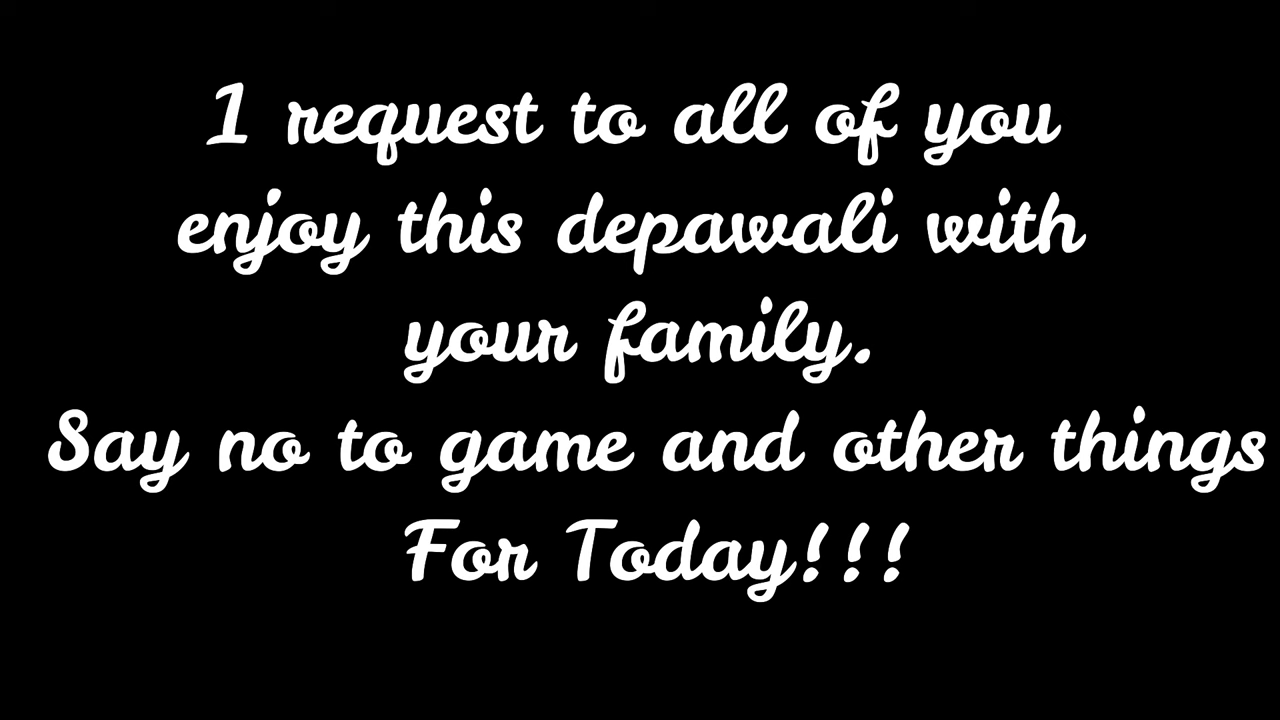 1 request to all of you
enjoy this depawali with
your family.
Say no to game and other things
For Today!!!